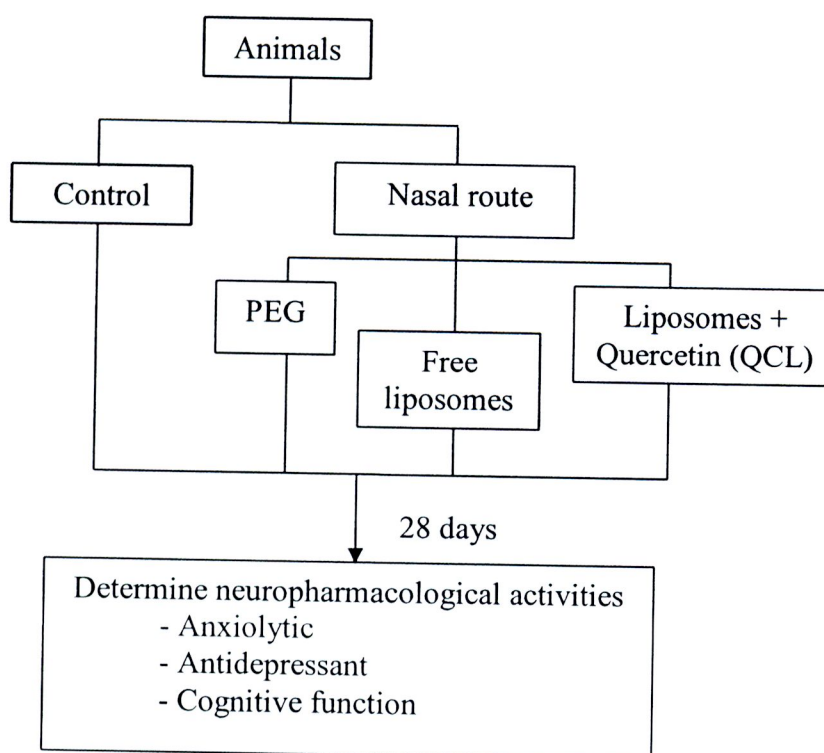 Animals
Control
Nasal route
PEG
Free
liposomes
Liposomes +
Quercetin (QCL)
28 days
Determine neuropharmacological activities
- Anxiolytic
- Antidepressant
- Cognitive function